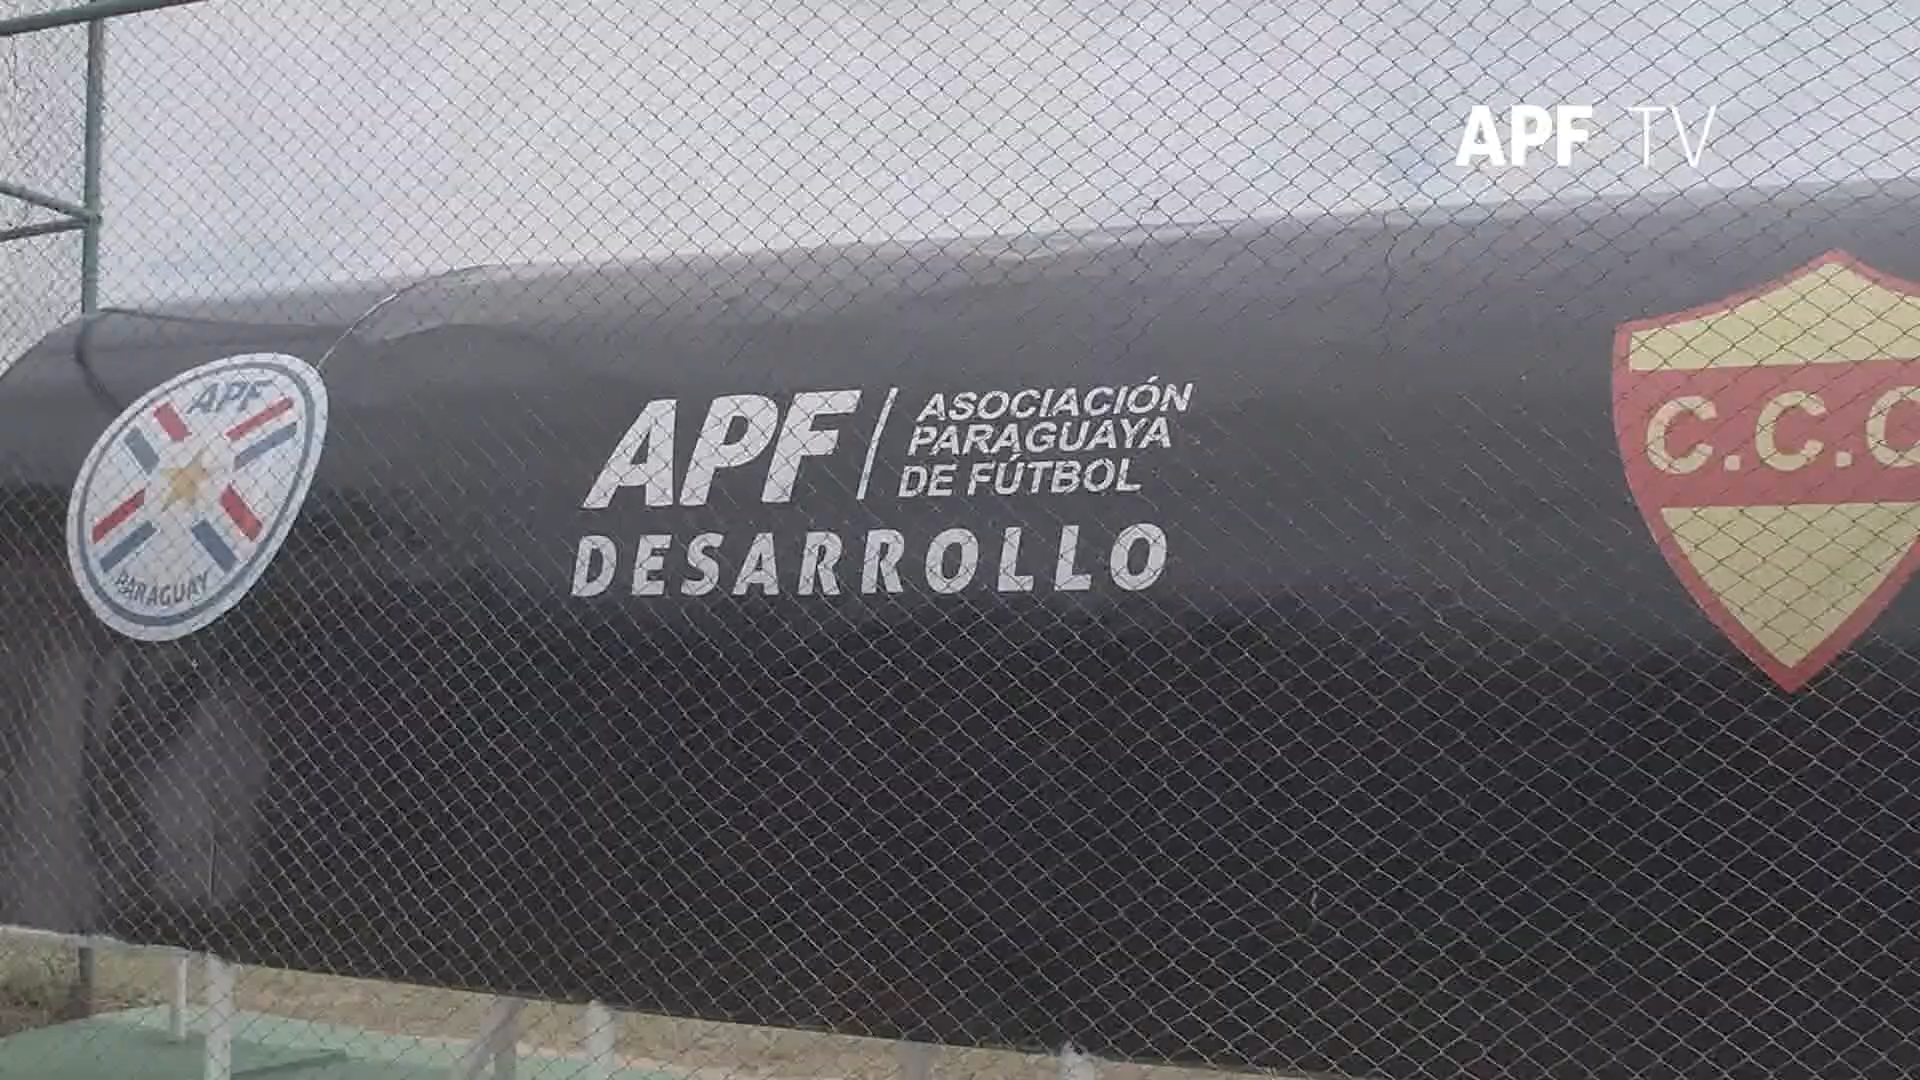 APF TV
APF
PARAGUAY
APF
ASOCIACIÓN
PARAGUAYA
DE FÚTBOL
DESARROLLO
C.C.C